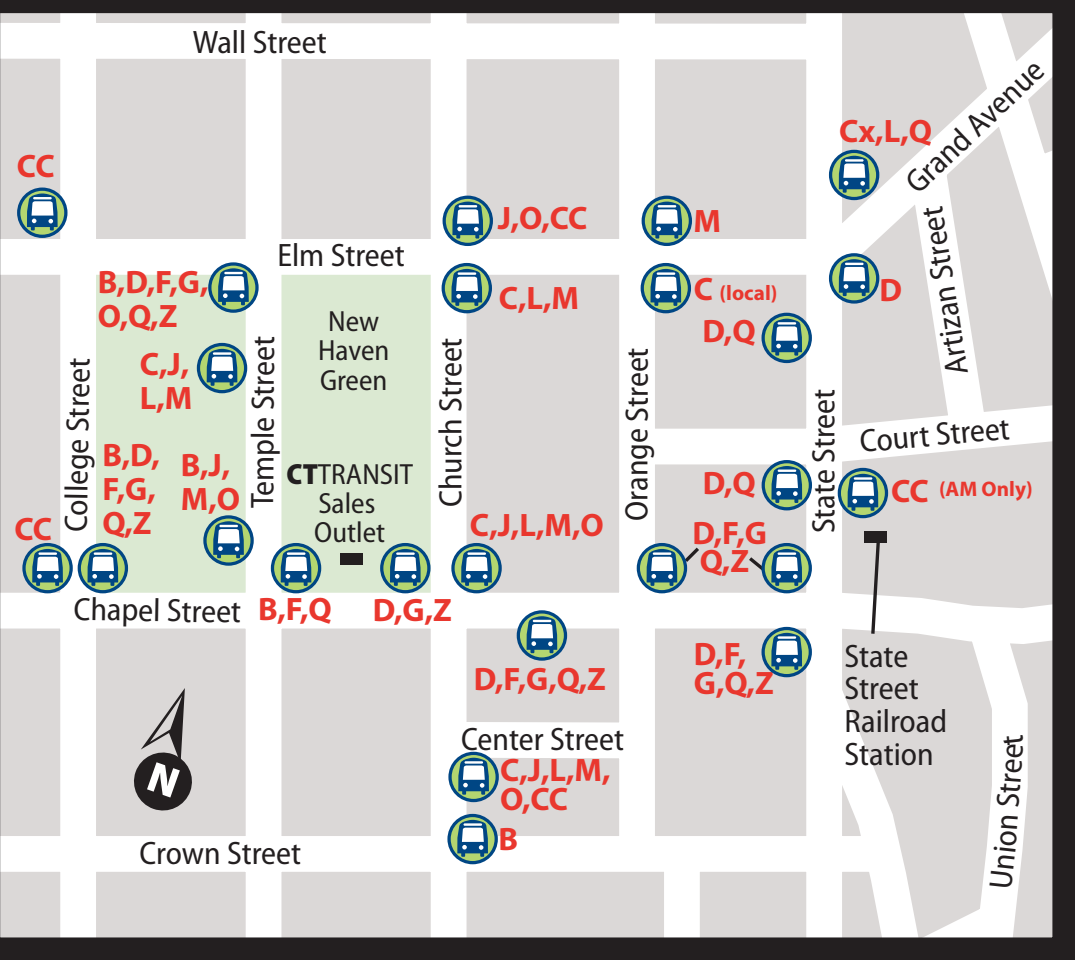 Wall Street
Grand Avenue
Cx,L,Q
CC
J,O,CC
M
Artizan Street
Elm Street
B,D,F,G,
O,Q,Z
C,L,M
C (local)
D
D,Q
New
Haven
Green
C,J,
L,M
College Street
Temple Street
Church Street
Orange Street
State Street
Court Street
B,D,
F,G,
Q,Z
B,J,
M,O
CTTRANSIT
Sales
Outlet
D,Q
CC (AM Only)
CC
C,J,L,M,O
D,F,G
Q,Z
Chapel Street
B,F,Q
D,G,Z
D,F,G,Q,Z
D,F,
G,Q,Z
State
Street
Railroad
Station
Center Street
C,J,L,M,
O,CC
N
B
Crown Street
Union Street